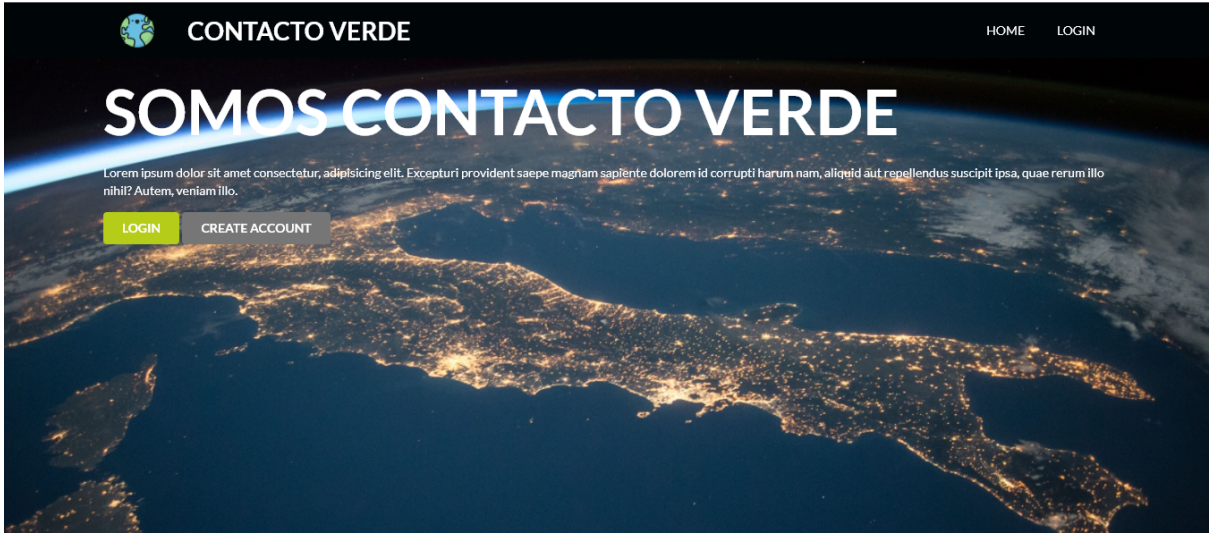 CONTACTO VERDE
HOME
LOGIN
SOMOS CONTACTO VERDE
Lorem ipsum dolor sit amet consectetur, adipisicing elit. Excepturi provident saepe magnam sapiente dolorem id corrupti harum nam, aliquid aut repellendus suscipit ipsa, quae rerum illo
nihil? Autem, veniam illo.
LOGIN
CREATE ACCOUNT